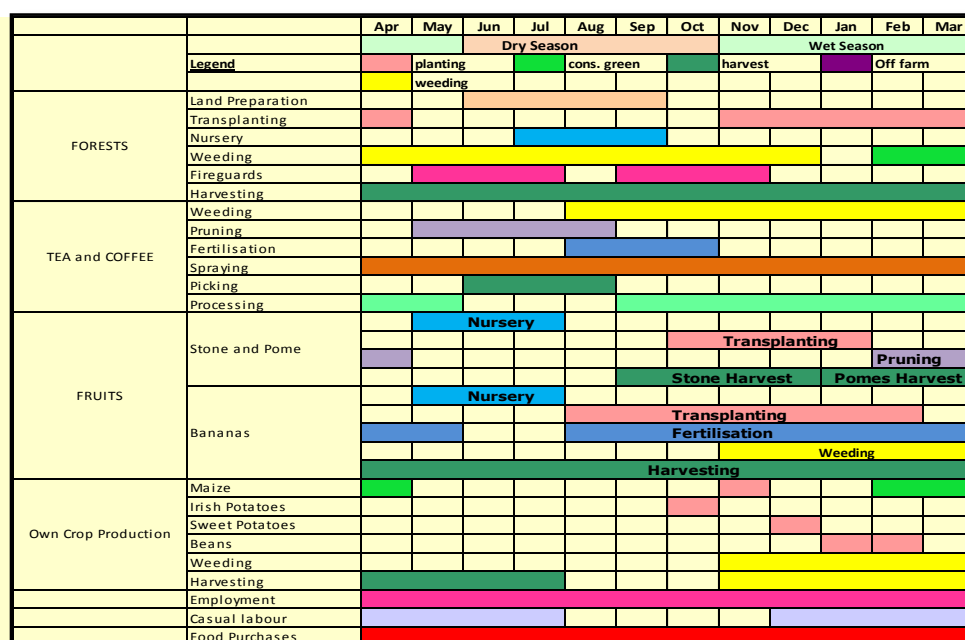 Apr May Jun Jul Aug Sep Oct Nov Dec Jan Feb Mar
Dry Season Wet Season
Legend planting cons. green harvest Off farm
weeding
FORESTS
Land Preparation
Transplanting
Nursery
Weeding
Fireguards
Harvesting
TEA and COFFEE
Weeding
Pruning
Fertilisation
Spraying
Picking
Processing
FRUITS
Stone and Pome
Nursery
Transplanting
Pruning
Stone Harvest Pomes Harvest
Bananas
Nursery
Transplanting
Fertilisation
Weeding
Harvesting
Own Crop Production
Maize
Irish Potatoes
Sweet Potatoes
Beans
Weeding
Harvesting
Employment
Casual labour
Food Purchases